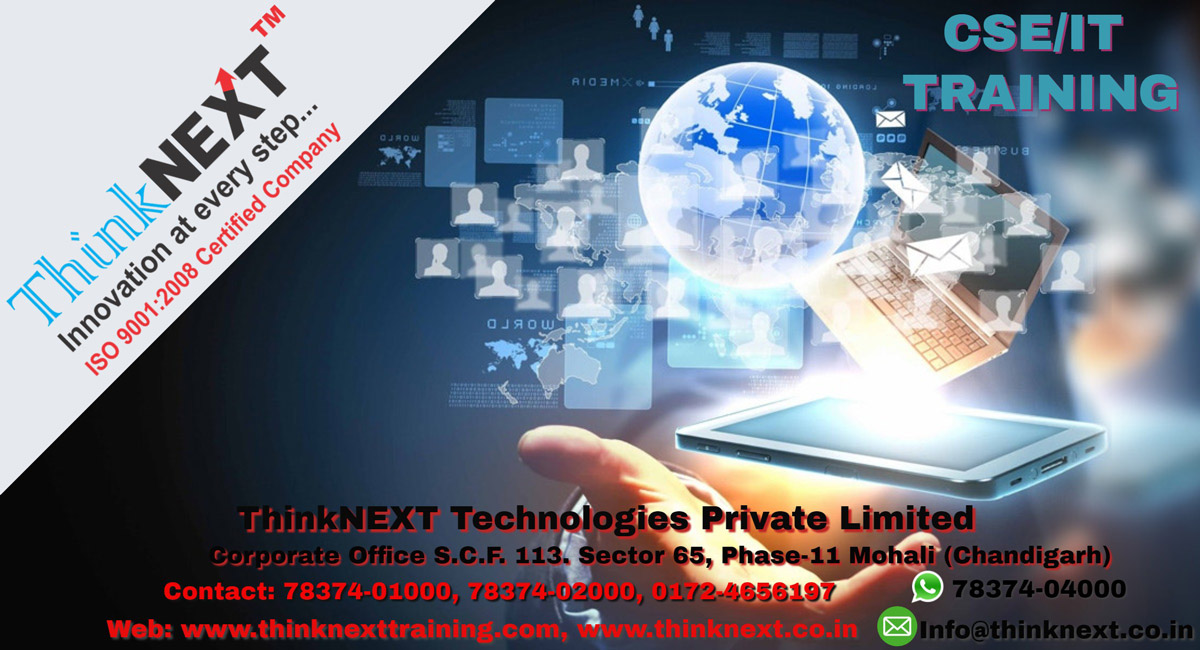 ThinkNEXT™
Innovation at every step...
ISO 9001:2008 Certified Company
CSE/IT
TRAINING
WORLD
WORLD
ThinkNEXT Technologies Private Limited
Corporate Office S.C.F. 113. Sector 65, Phase-11 Mohali (Chandigarh)
Contact: 78374-01000, 78374-02000, 0172-4656197
78374-04000
Web: www.thinknexttraining.com, www.thinknext.co.in
Info@thinknext.co.in